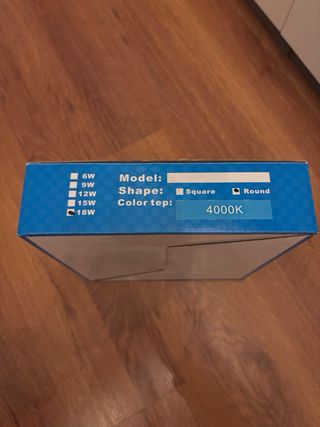 6W
9W
12W
15W
18W
Model:
Shape: Square Round
Color tep: 4000K